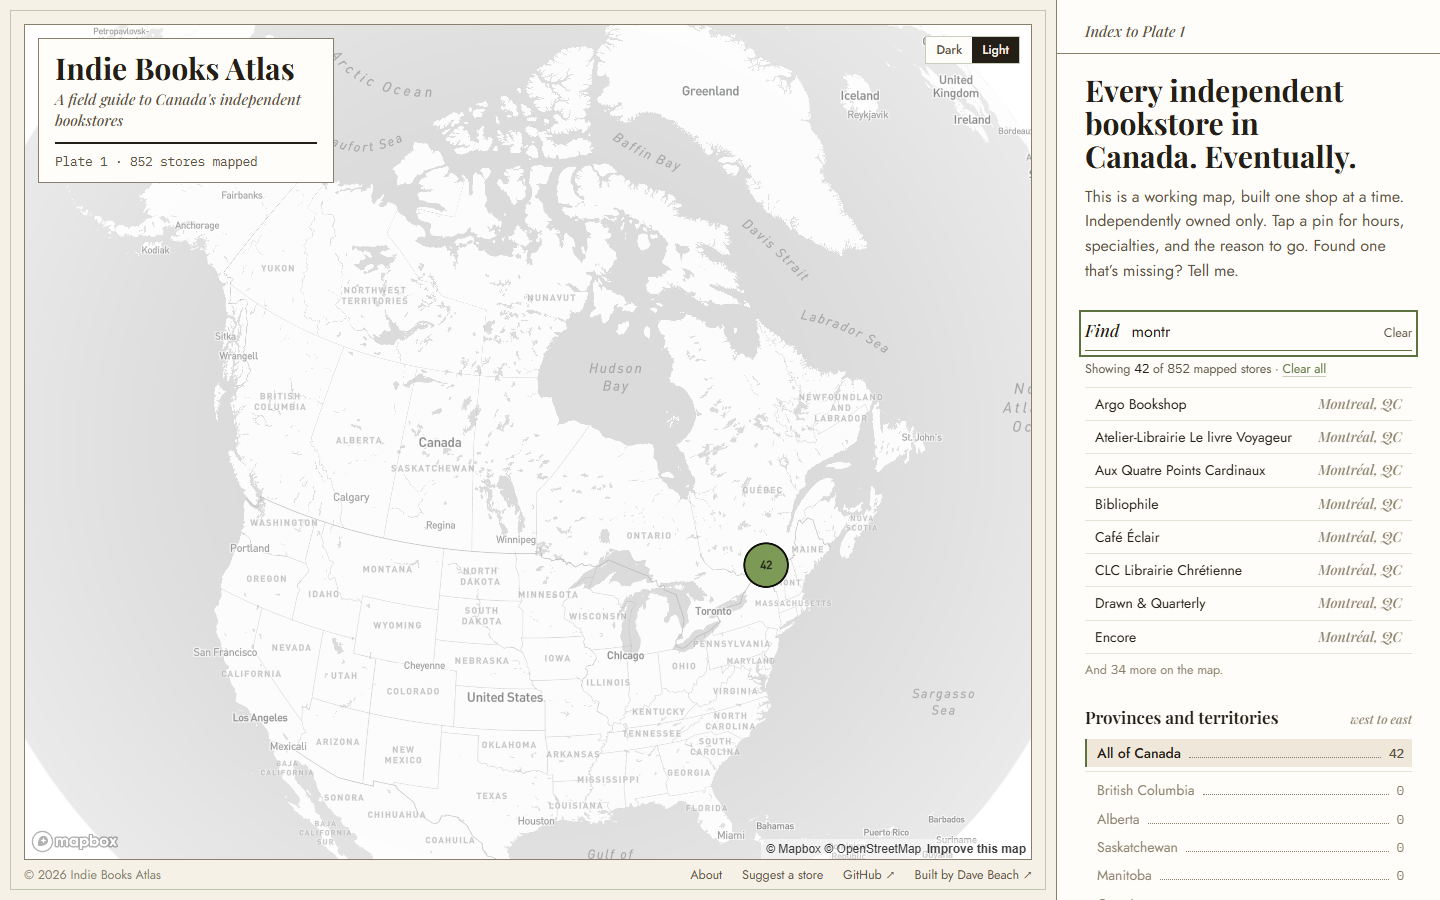 Indie Books Atlas
A field guide to Canada's independent
bookstores
Plate 1 · 852 stores mapped
Dark
Light
Petropavlovsk-
Arctic Ocean
Beaufort Sea
Baffin Bay
Davis Strait
Labrador Sea
Hudson
Bay
Greenland
Iceland
Reykjavik
United
Kingdom
Ireland
Fairbanks
Anchorage
Kodiak
YUKON
NORTHWEST
TERRITORIES
NUNAVUT
Sitka
Wrangell
BRITISH
COLUMBIA
ALBERTA
Canada
SASKATCHEWAN
NEWFOUNDLAND
AND
LABRADOR
St. John's
Calgary
Regina
Winnipeg
ONTARIO
QUÉBEC
NOVA
SCOTIA
42
MAINE
WASHINGTON
Portland
OREGON
IDAHO
MONTANA
NORTH
DAKOTA
SOUTH
DAKOTA
MINNESOTA
WISCONSIN
Toronto
MASSACHUSETTS
WYOMING
San Francisco
NEVADA
CALIFORNIA
UTAH
Cheyenne
NEBRASKA
IOWA
Chicago
PENNSYLVANIA
MARYLAND
OHIO
ILLINOIS
COLORADO
United States
VIRGINIA
KENTUCKY
NORTH
CAROLINA
TENNESSEE
SOUTH
CAROLINA
Sargasso
Sea
Los Angeles
Mexicali
ARIZONA
NEW
MEXICO
OKLAHOMA
ARKANSAS
MISSISSIPPI
GEORGIA
BAJA
CALIFORNIA
SONORA
TEXAS
LOUISIANA
FLORIDA
CHIHUAHUA
Houston
BAJA
CALIFORNIA
SUR
COAHUILA
Miami
Bahamas
Puerto Rico
Barbados
Suriname
Gulf of
mapbox
© Mapbox © OpenStreetMap Improve this map
© 2026 Indie Books Atlas
About
Suggest a store
GitHub ↗
Built by Dave Beach ↗
Index to Plate 1
Every independent
bookstore in
Canada. Eventually.
This is a working map, built one shop at a time.
Independently owned only. Tap a pin for hours,
specialties, and the reason to go. Found one
that's missing? Tell me.
Find montr Clear
Showing 42 of 852 mapped stores · Clear all
Argo Bookshop Montreal, QC
Atelier-Librairie Le livre Voyageur Montréal, QC
Aux Quatre Points Cardinaux Montréal, QC
Bibliophile Montréal, QC
Café Éclair Montréal, QC
CLC Librairie Chrétienne Montréal, QC
Drawn & Quarterly Montreal, QC
Encore Montréal, QC
And 34 more on the map.
Provinces and territories west to east
All of Canada 42
British Columbia 0
Alberta 0
Saskatchewan 0
Manitoba 0